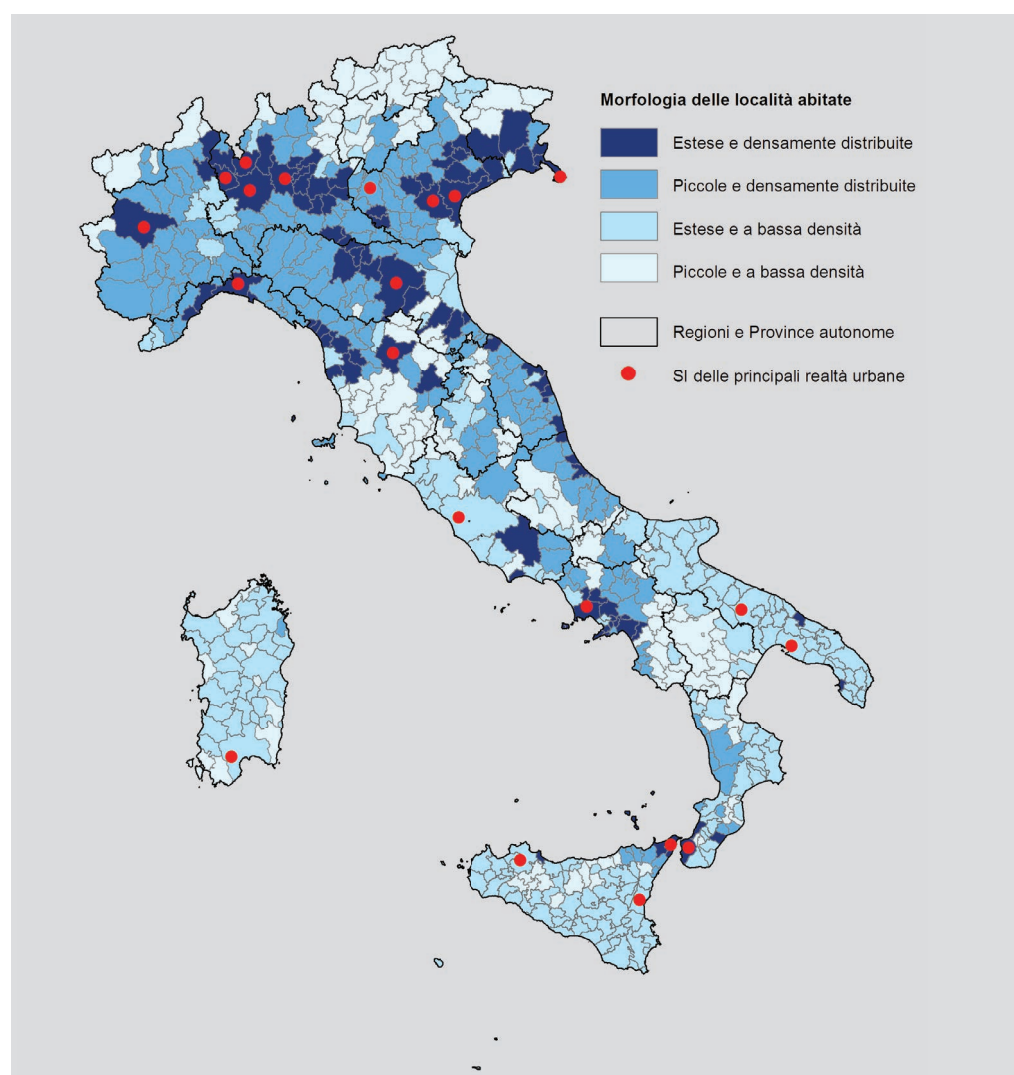 Morfologia delle località abitate
Estese e densamente distribuite
Piccole e densamente distribuite
Estese e a bassa densità
Piccole e a bassa densità
Regioni e Province autonome
SI delle principali realtà urbane